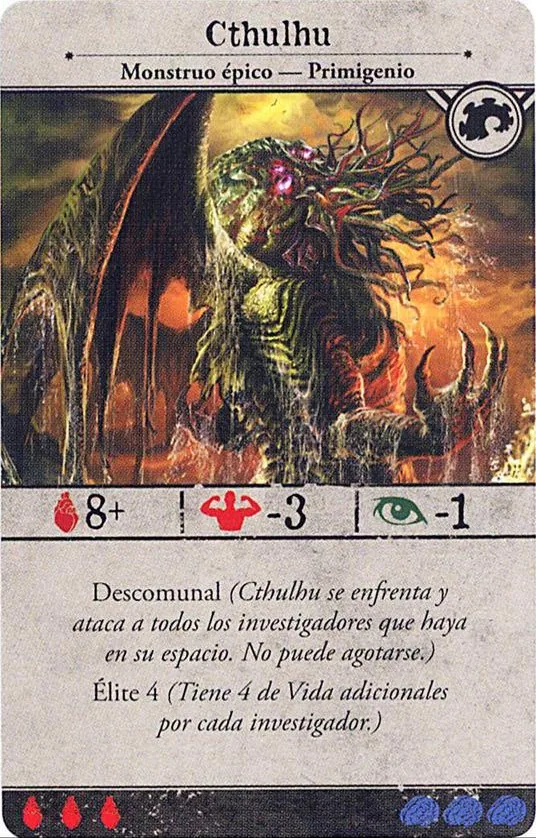 Cthulhu
Monstruo épico — Primigenio
8+ -3 -1
Descomunal (Cthulhu se enfrenta y
ataca a todos los investigadores que haya
en su espacio. No puede agotarse.)
Élite 4 (Tiene 4 de Vida adicionales
por cada investigador.)